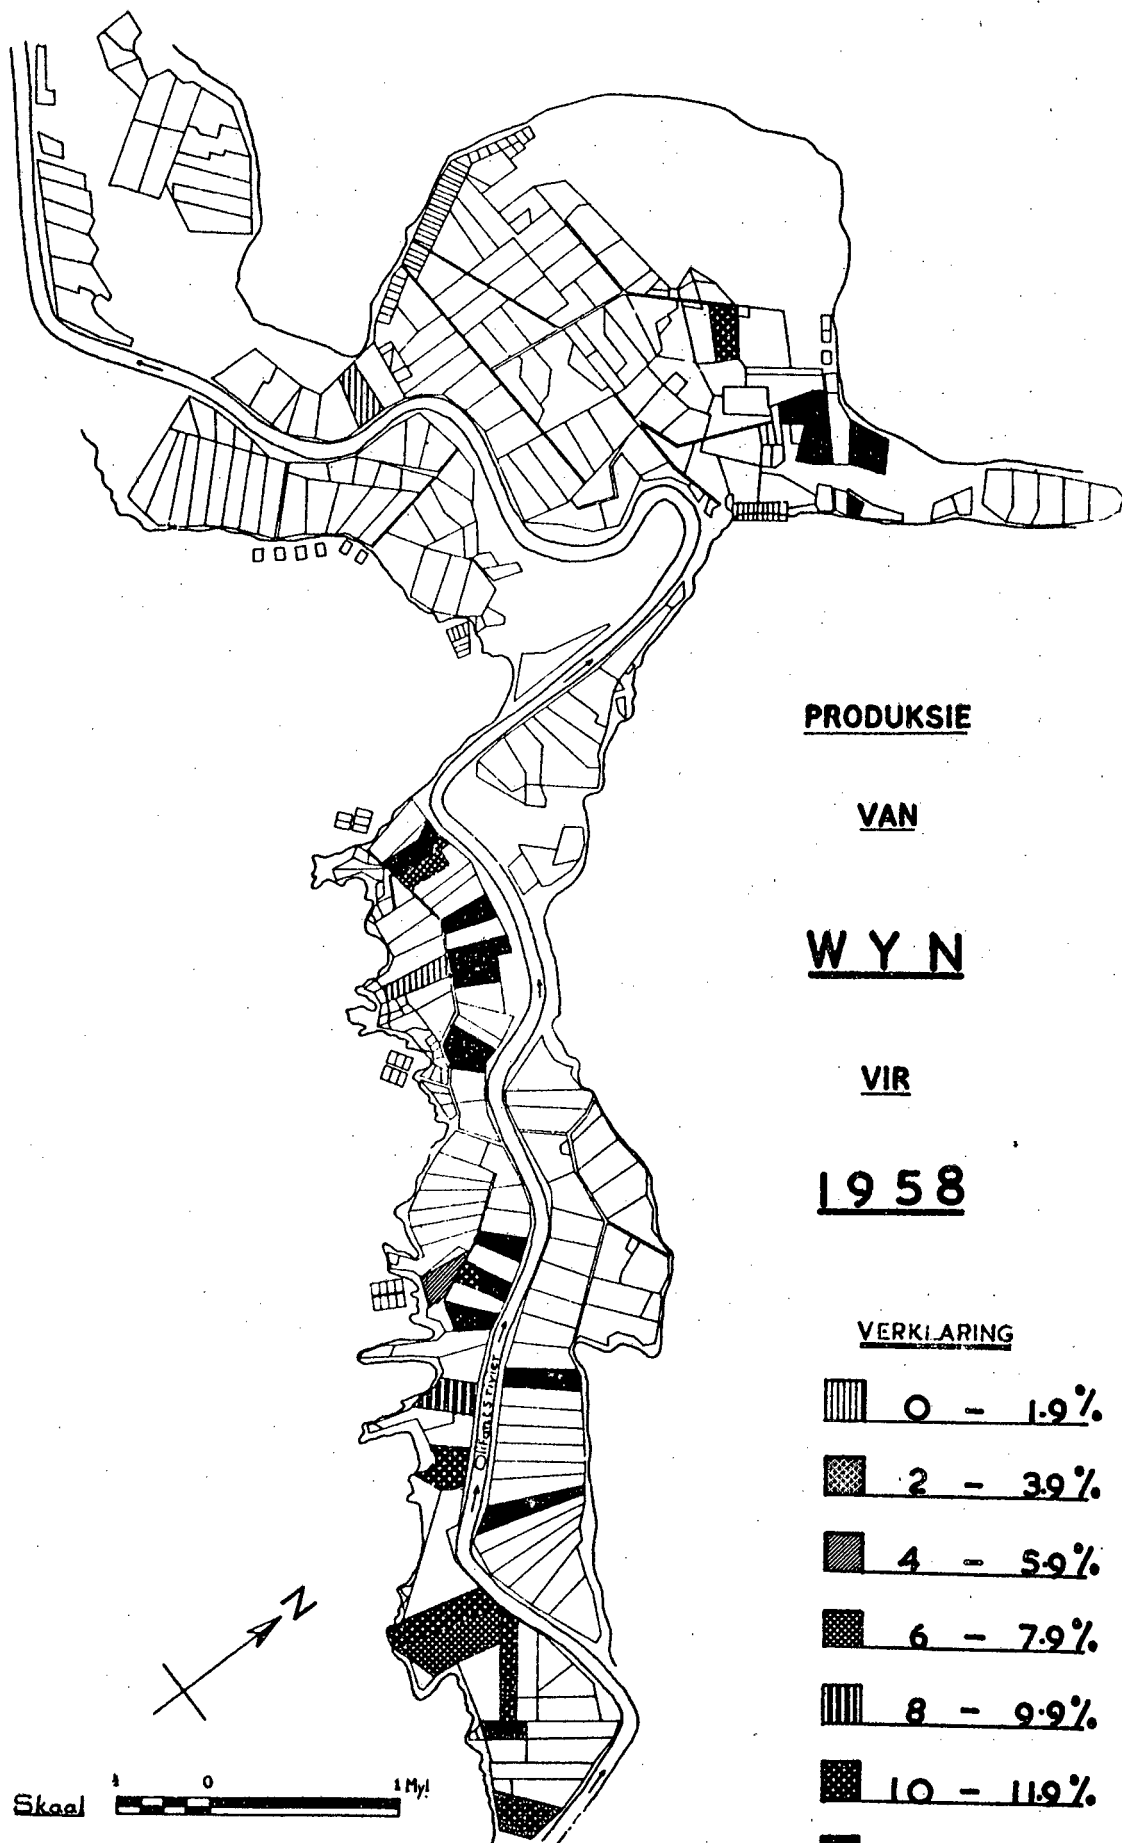 PRODUKSIE
VAN
WYN
VIR
1958
VERKLARING
0 - 1.9%
2 - 3.9%
4 - 5.9%
6 - 7.9%
8 - 9.9%
10 - 11.9%
Olifants rivier
N
Skaal
1 0 1 Myl